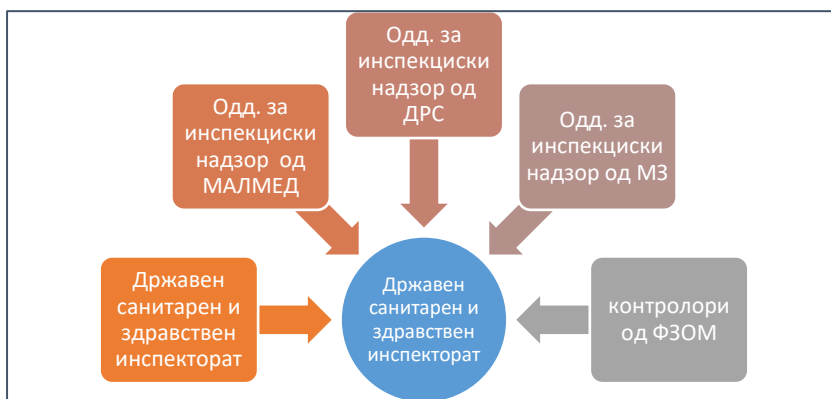 Одд. за
инспекциски
надзор од
ДРС
Одд. за
инспекциски
надзор од
МАЛМЕД
Одд. за
инспекциски
надзор од МЗ
Државен
санитарен и
здравствен
инспекторат
Државен
санитарен и
здравствен
инспекторат
контролори
од ФЗОМ